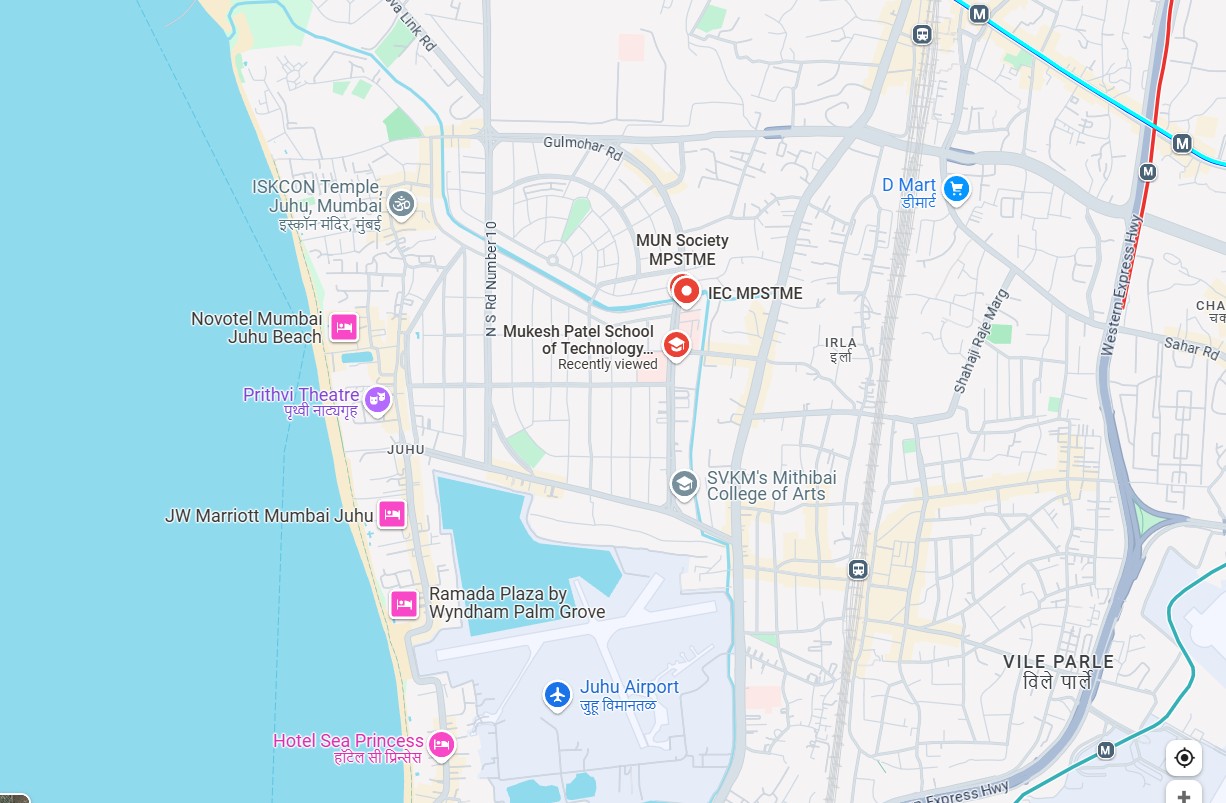 ova Link Rd
M
Gulmohar Rd
M
M
ISKCON Temple,
Juhu, Mumbai
इस्कॉन मंदिर, मुंबई
D Mart
डीमार्ट
N S Rd Number 10
MUN Society
MPSTME
IEC MPSTME
Western Express Hwy
Shahaji Raje Marg
CHA
चक
Sahar Rd
Novotel Mumbai
Juhu Beach
Mukesh Patel School
of Technology...
Recently viewed
IRLA
इर्ला
Prithvi Theatre
पृथ्वी नाट्यगृह
JUHU
SVKM's Mithibai
College of Arts
JW Marriott Mumbai Juhu
Ramada Plaza by
Wyndham Palm Grove
VILE PARLE
विले पार्ले
Juhu Airport
जुहू विमानतळ
Hotel Sea Princess
हॉटेल सी प्रिन्सेस
M
n Express Hwy